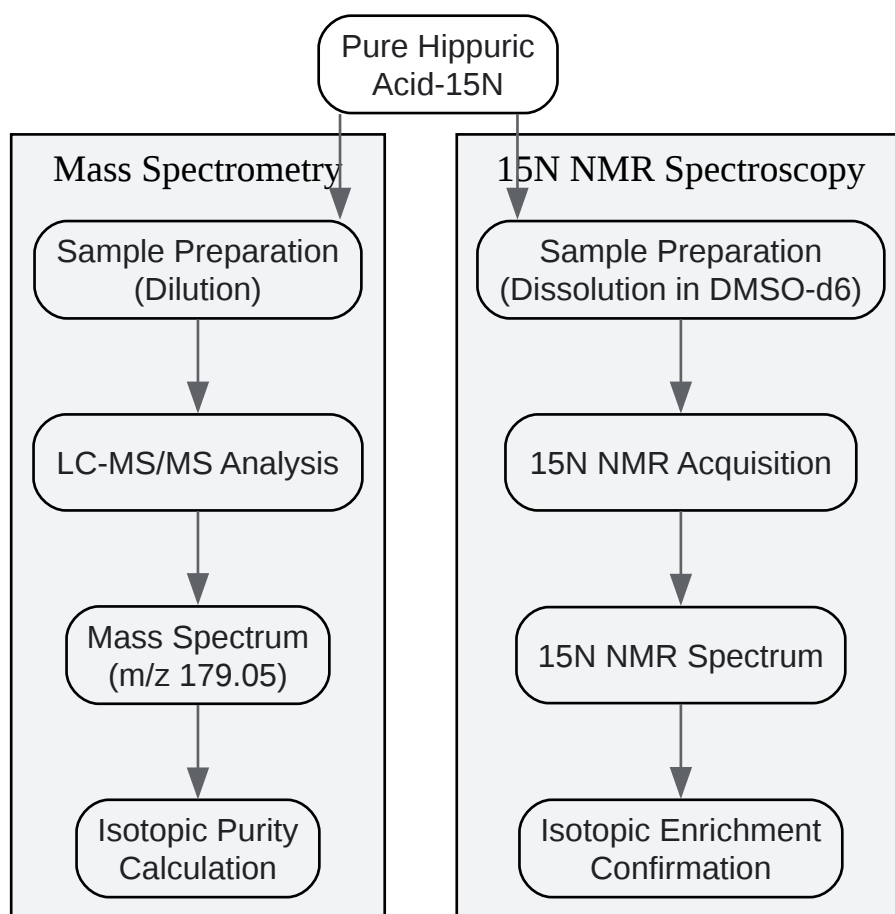 Pure Hippuric
Acid-15N
Mass Spectrometry
Sample Preparation
(Dilution)
LC-MS/MS Analysis
Mass Spectrum
(m/z 179.05)
Isotopic Purity
Calculation
15N NMR Spectroscopy
Sample Preparation
(Dissolution in DMSO-d6)
15N NMR Acquisition
15N NMR Spectrum
Isotopic Enrichment
Confirmation